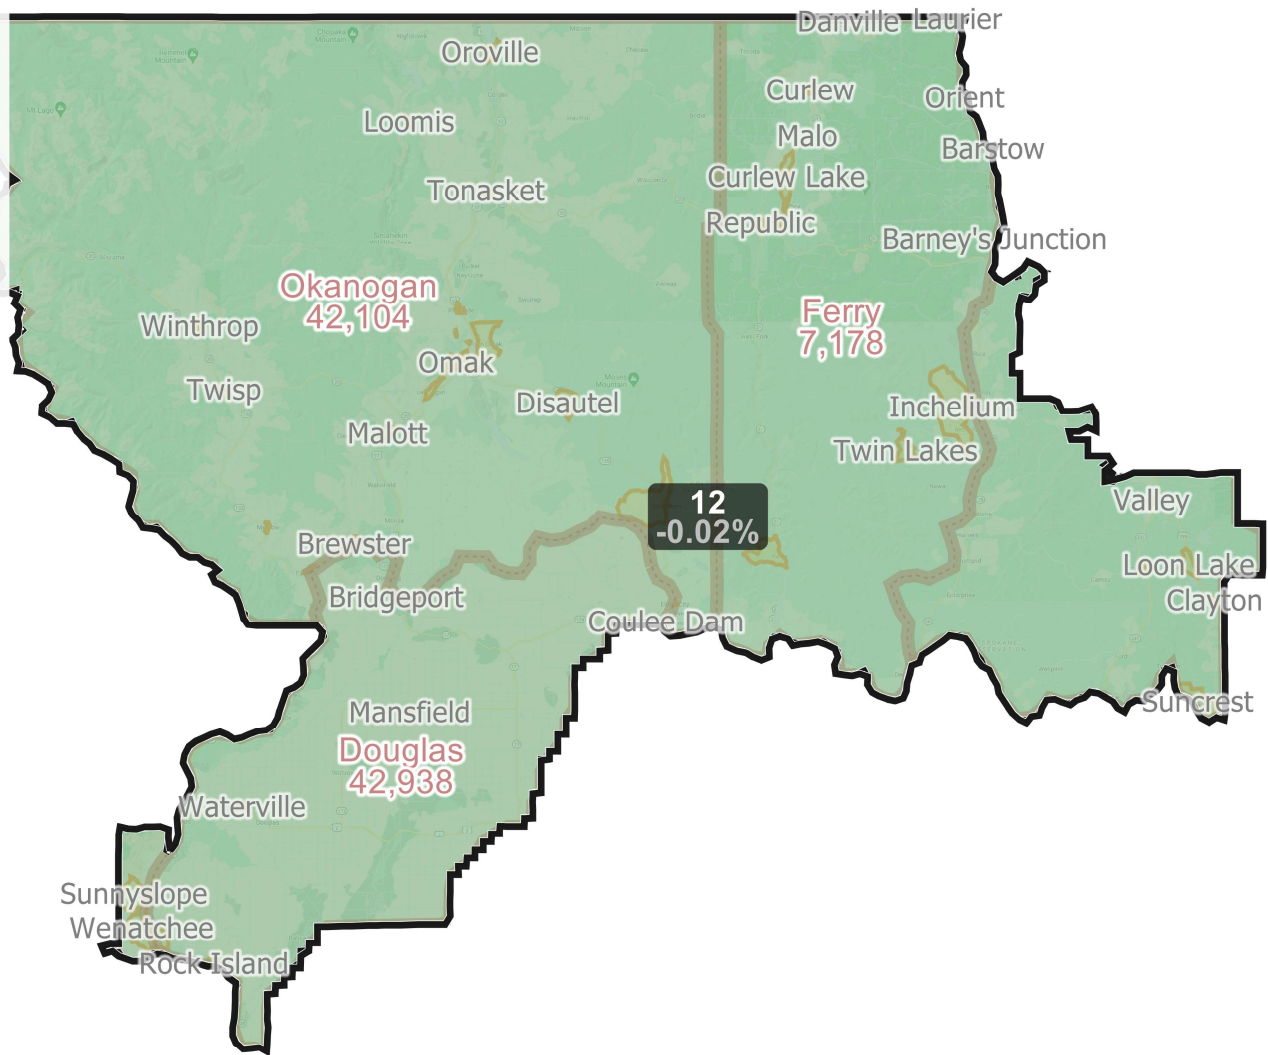 Danville
Laurier
Oroville
Curlew
Orient
Loomis
Malo
Barstow
Curlew Lake
Tonasket
Republic
Barney's Junction
Okanogan
42,104
Ferry
7,178
Winthrop
Omak
Twisp
Disautel
Inchelium
Malott
Twin Lakes
12
-0.02%
Valley
Brewster
Loon Lake
Bridgeport
Clayton
Coulee Dam
Suncrest
Mansfield
Douglas
42,938
Waterville
Sunnyslope
Wenatchee
Rock Island